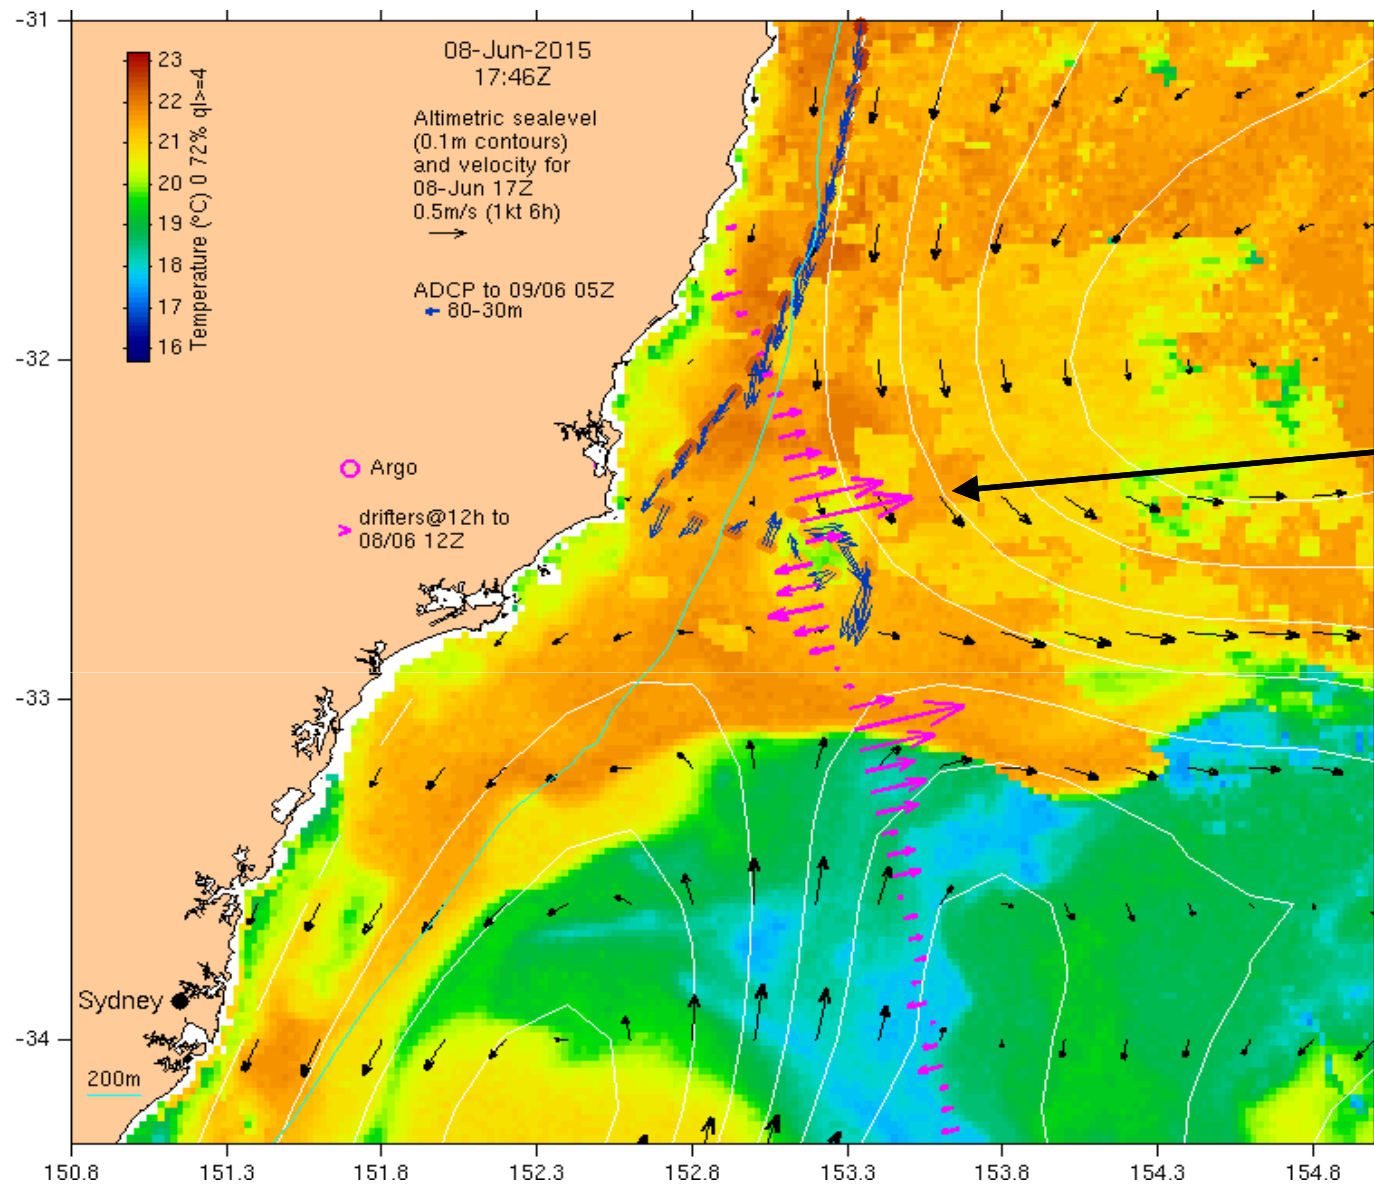 -31
-32
-33
-34
23
22
21
20
19
18
17
16
Temperature (°C) 0 72% ql>=4
08-Jun-2015
17:46Z
Altimetric sealevel
(0.1m contours)
and velocity for
08-Jun 17Z
0.5m/s (1kt 6h)
ADCP to 09/06 05Z
80-30m
Argo
drifters@12h to
08/06 12Z
Sydney
200m
150.8 151.3 151.8 152.3 152.8 153.3 153.8 154.3 154.8